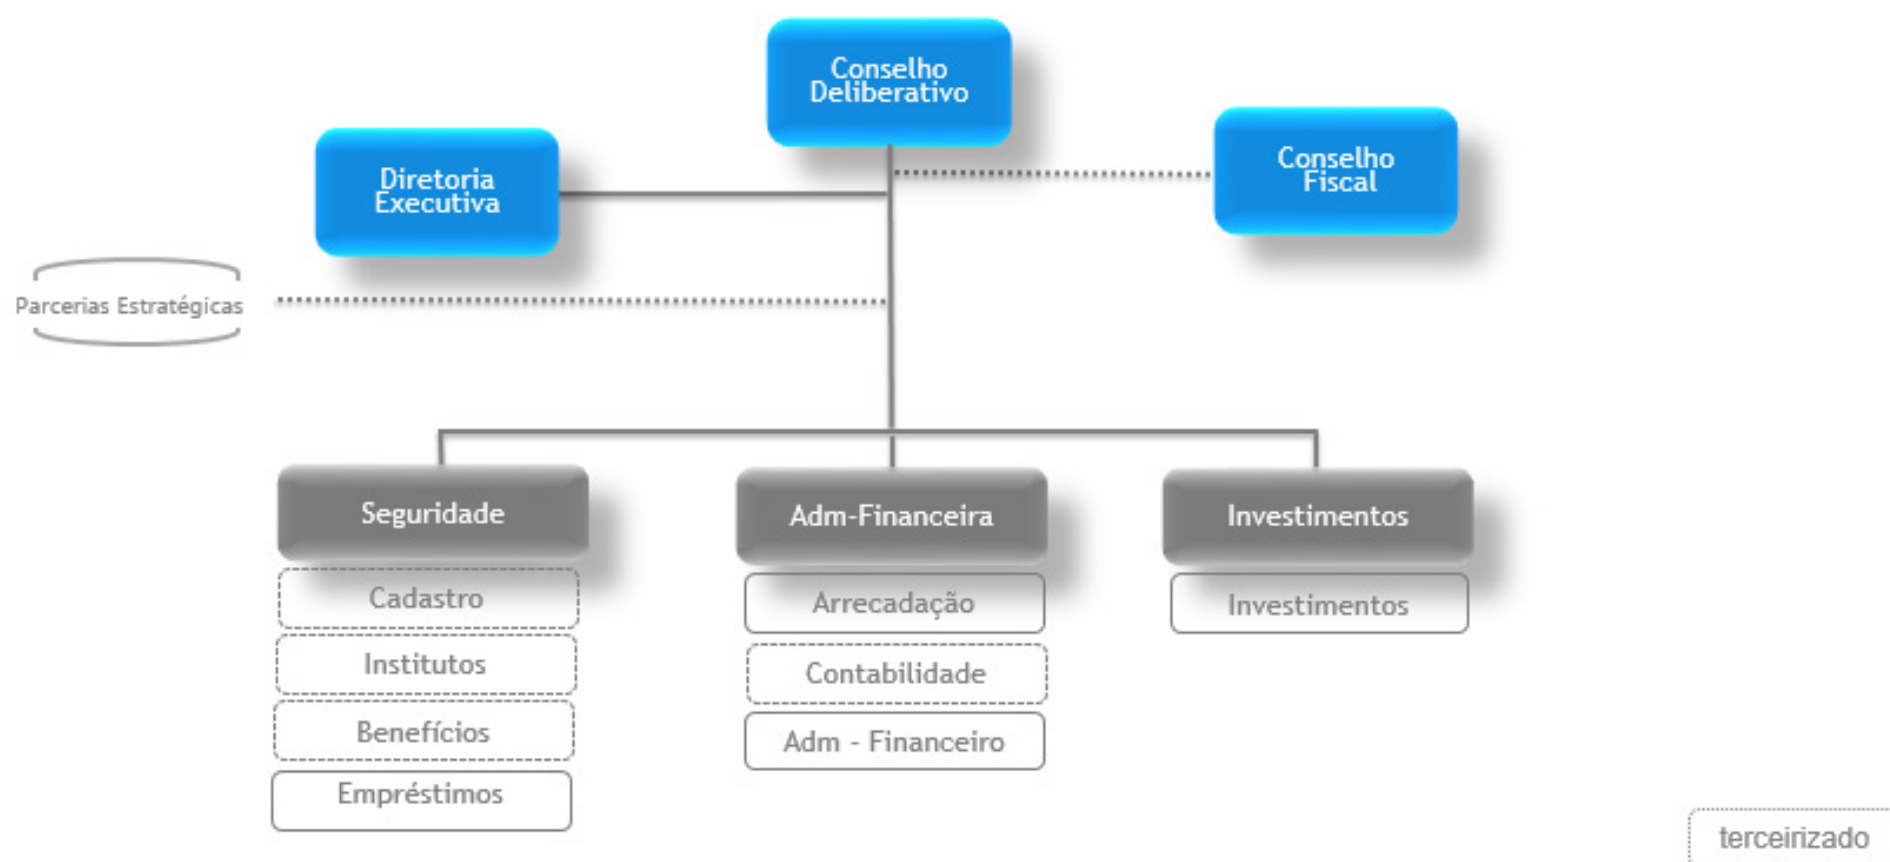 Conselho
Deliberativo
Conselho
Fiscal
Diretoria
Executiva
Parcerias Estratégicas
Seguridade
Adm-Financeira
Investimentos
Cadastro
Arrecadação
Investimentos
Institutos
Contabilidade
Benefícios
Adm - Financeiro
Empréstimos
terceirizado